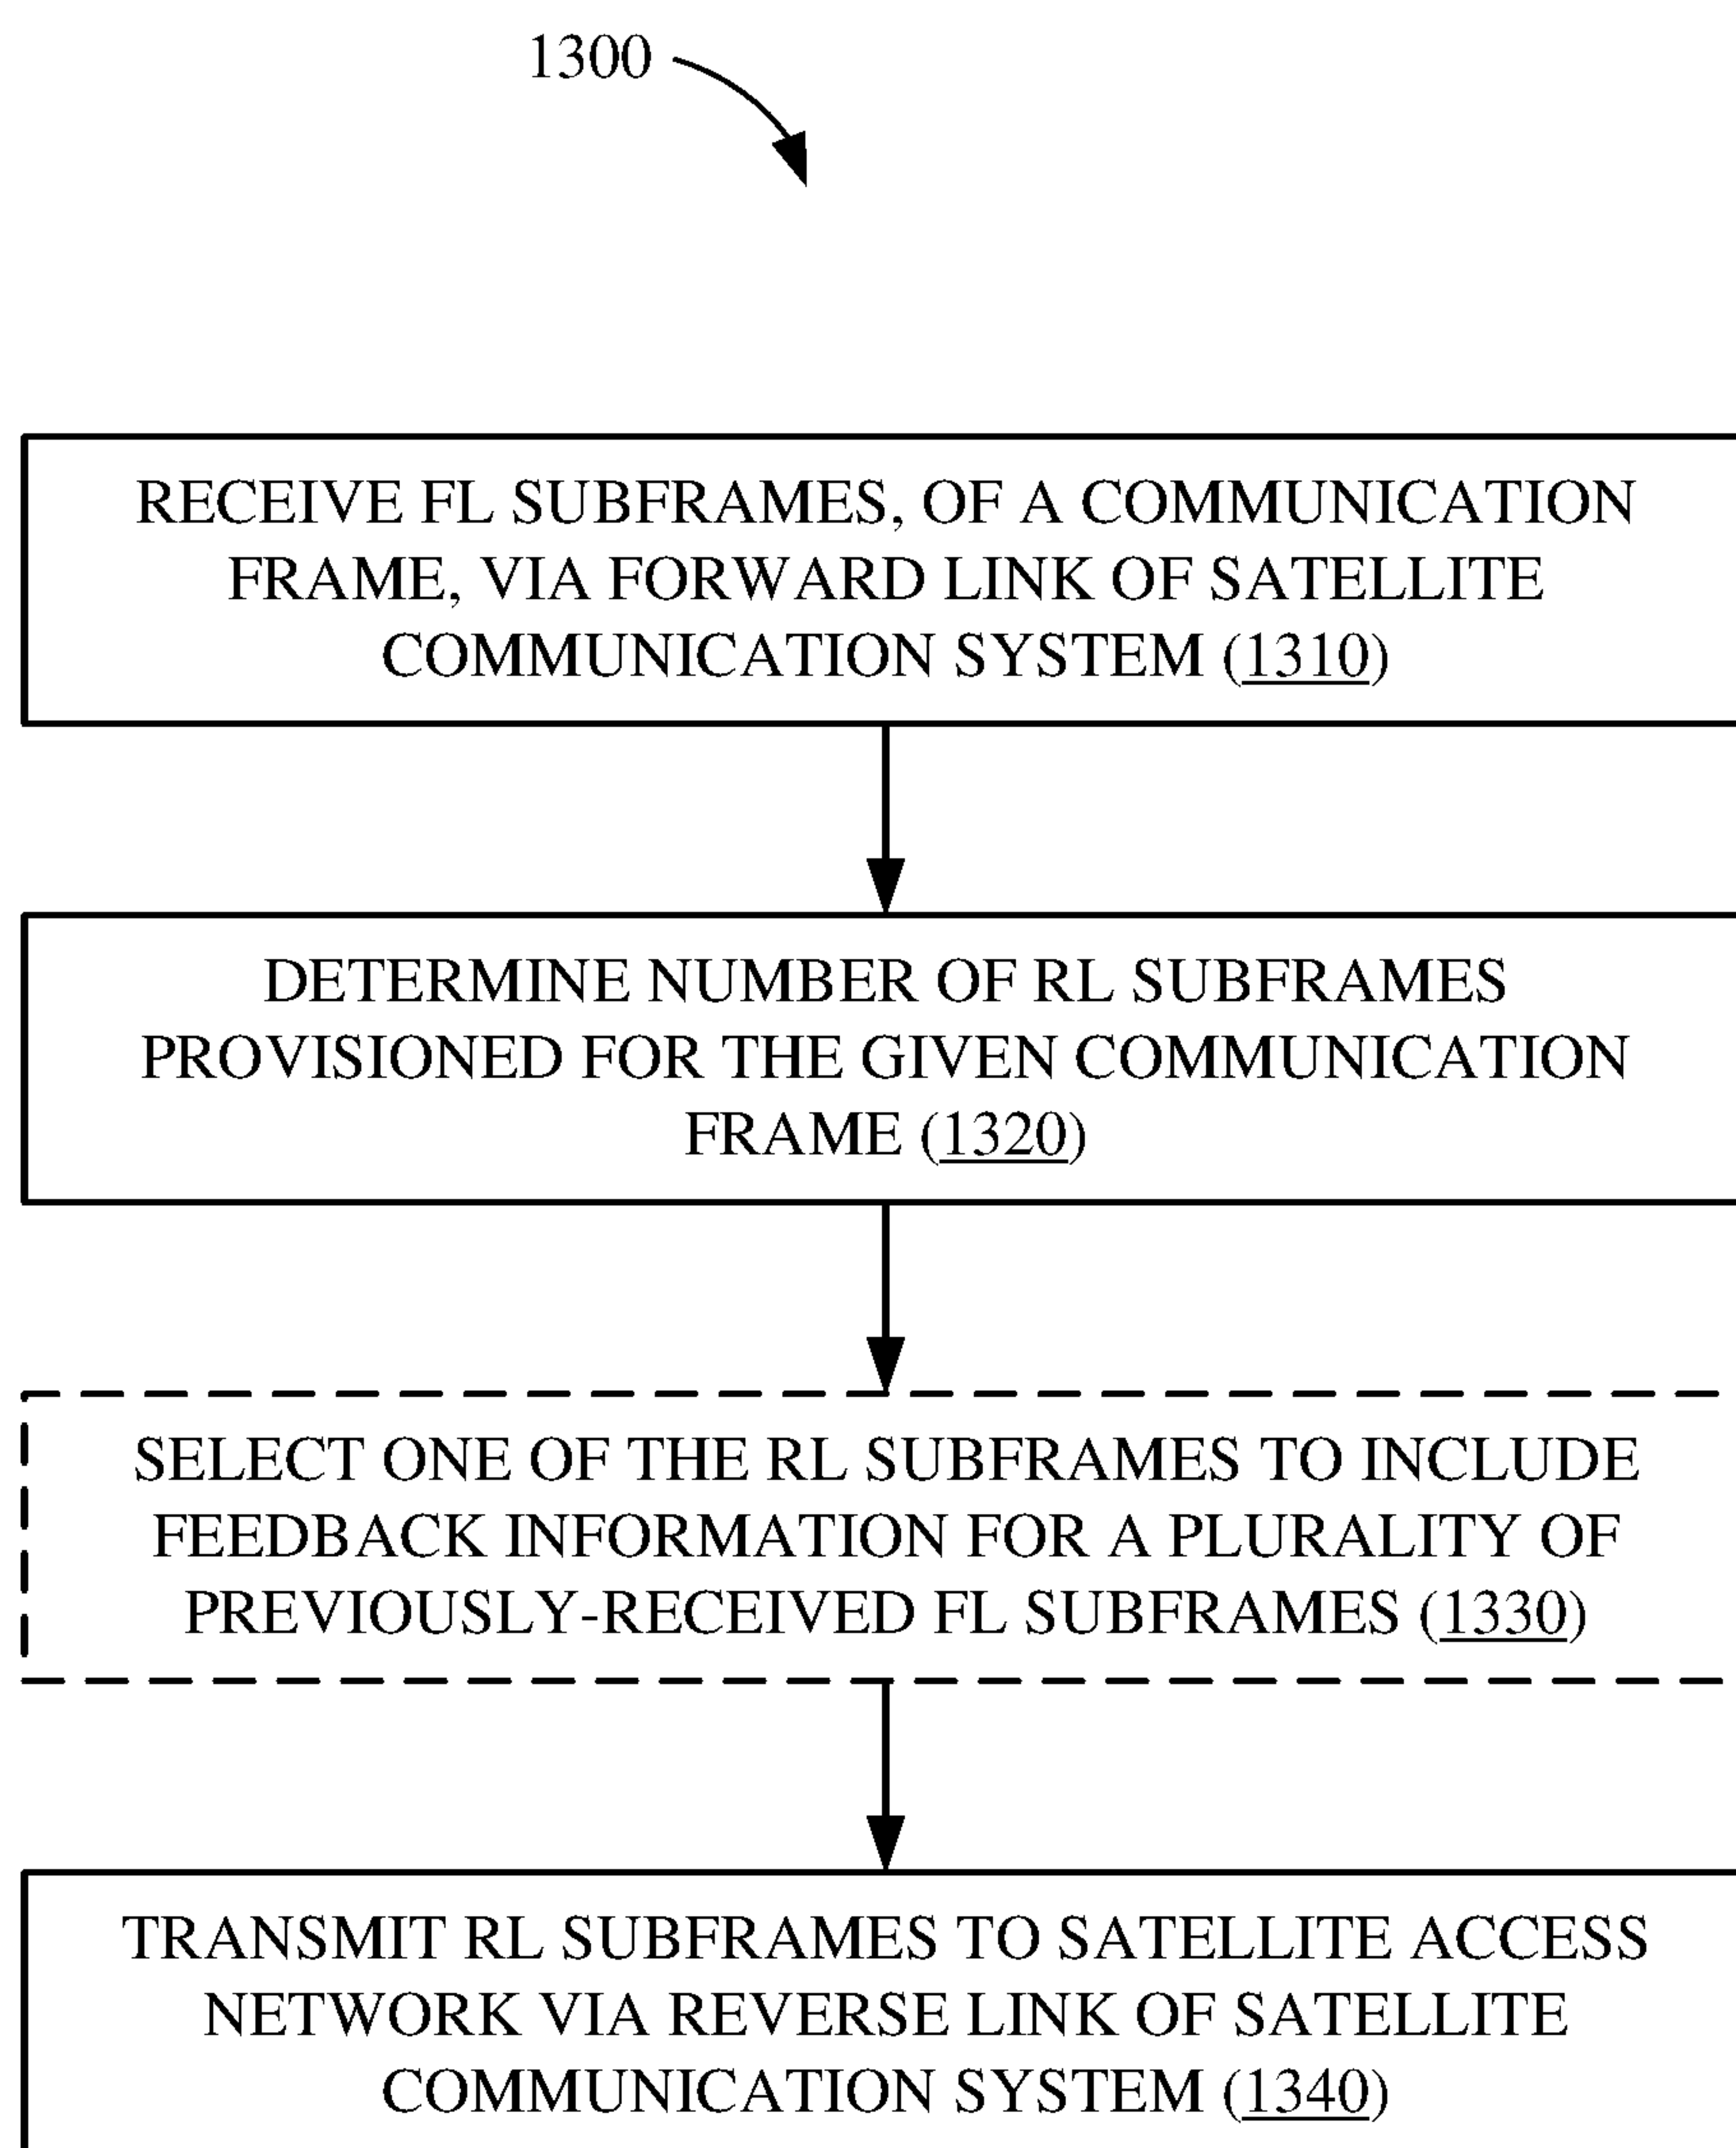 1300
RECEIVE FL SUBFRAMES, OF A COMMUNICATION
FRAME, VIA FORWARD LINK OF SATELLITE
COMMUNICATION SYSTEM (1310)
DETERMINE NUMBER OF RL SUBFRAMES
PROVISIONED FOR THE GIVEN COMMUNICATION
FRAME (1320)
SELECT ONE OF THE RL SUBFRAMES TO INCLUDE
FEEDBACK INFORMATION FOR A PLURALITY OF
PREVIOUSLY-RECEIVED FL SUBFRAMES (1330)
TRANSMIT RL SUBFRAMES TO SATELLITE ACCESS
NETWORK VIA REVERSE LINK OF SATELLITE
COMMUNICATION SYSTEM (1340)